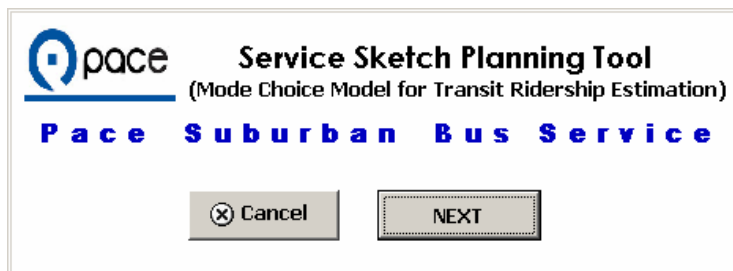 pace
Service Sketch Planning Tool
(Mode Choice Model for Transit Ridership Estimation)
Pace Suburban Bus Service
Cancel
NEXT